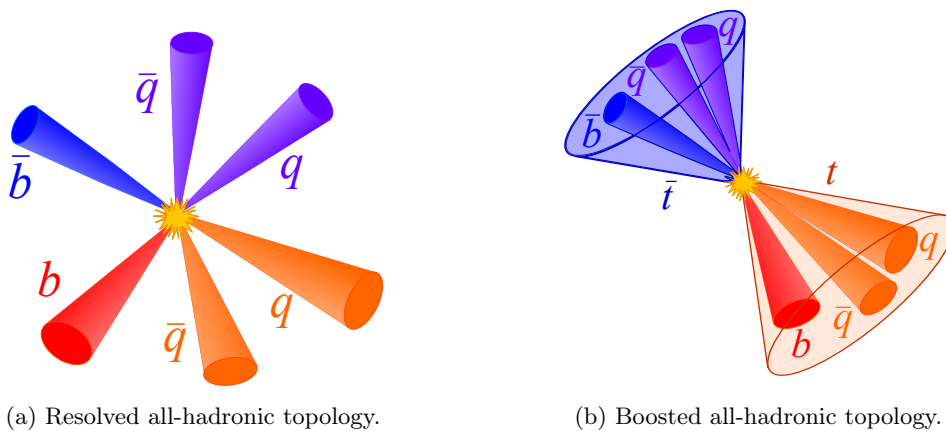 q̄
q
b̄
q
b
q̄
q
q
q̄
b̄
t̄
t
q
q̄
b
(a) Resolved all-hadronic topology.
(b) Boosted all-hadronic topology.